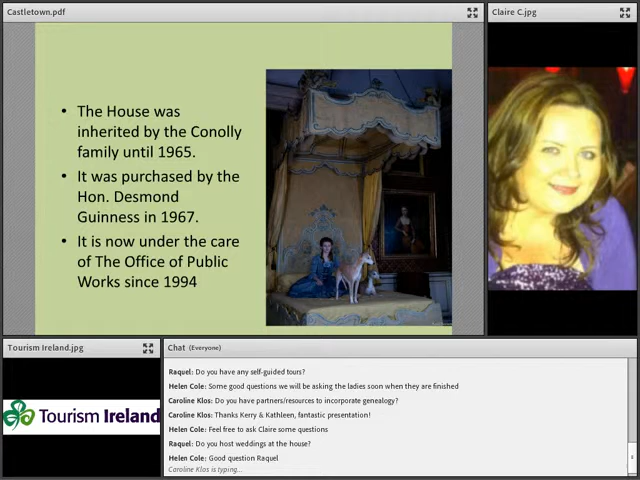 Castletown.pdf
Claire C.jpg
• The House was
inherited by the Conolly
family until 1965.
• It was purchased by the
Hon. Desmond
Guinness in 1967.
• It is now under the care
of The Office of Public
Works since 1994
Tourism Ireland.jpg
Tourism Ireland
Chat (Everyone)
Raquel: Do you have any self-guided tours?
Helen Cole: Some good questions we will be asking the ladies soon when they are finished
Caroline Klos: Do you have partners/resources to incorporate genealogy?
Caroline Klos: Thanks Kerry & Kathleen, fantastic presentation!
Helen Cole: Feel free to ask Claire some questions
Raquel: Do you host weddings at the house?
Helen Cole: Good question Raquel
Caroline Klos is typing...